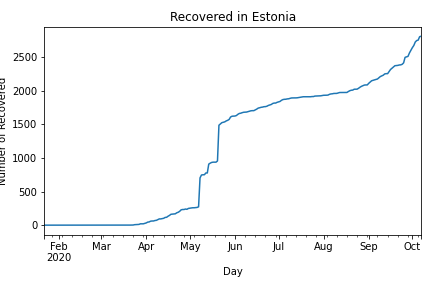 Recovered in Estonia
Number of Recovered
2500
2000
1500
1000
500
0
Feb Mar Apr May Jun Jul Aug Sep Oct
2020
Day